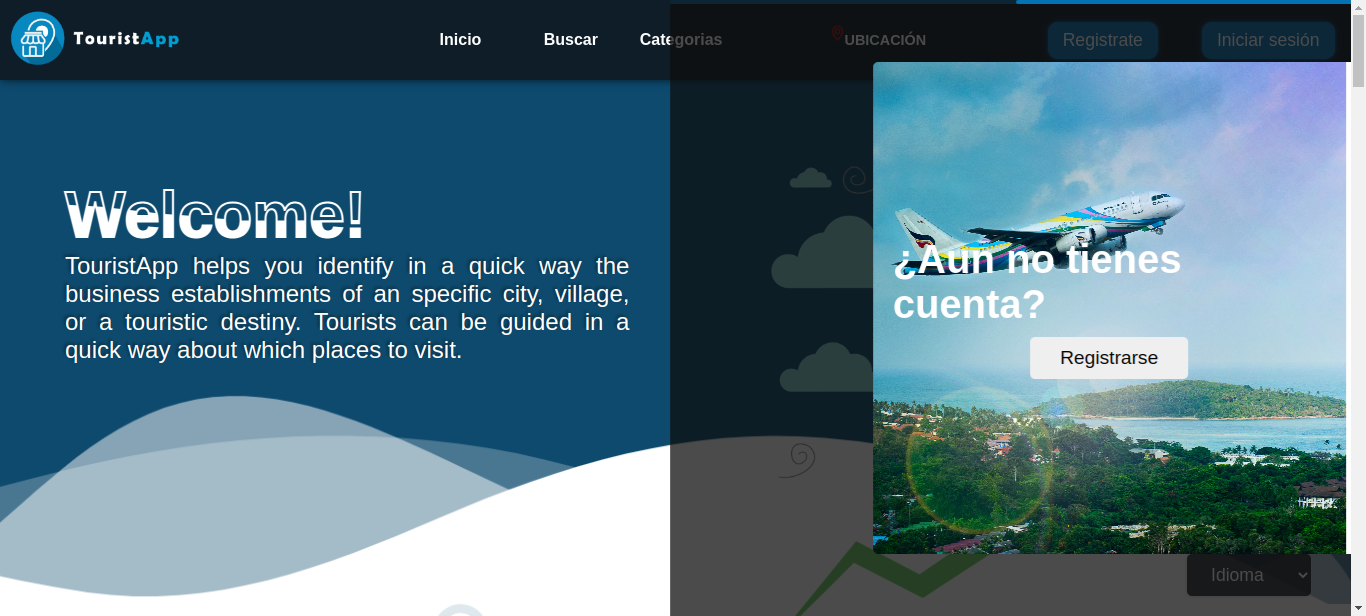 TouristApp
Inicio
Buscar
Categorias
UBICACIÓN
Registrate
Iniciar sesión
Welcome!
TouristApp helps you identify in a quick way the
business establishments of an specific city, village,
or a touristic destiny. Tourists can be guided in a
quick way about which places to visit.
¿Aun no tienes
cuenta?
Registrarse
Idioma